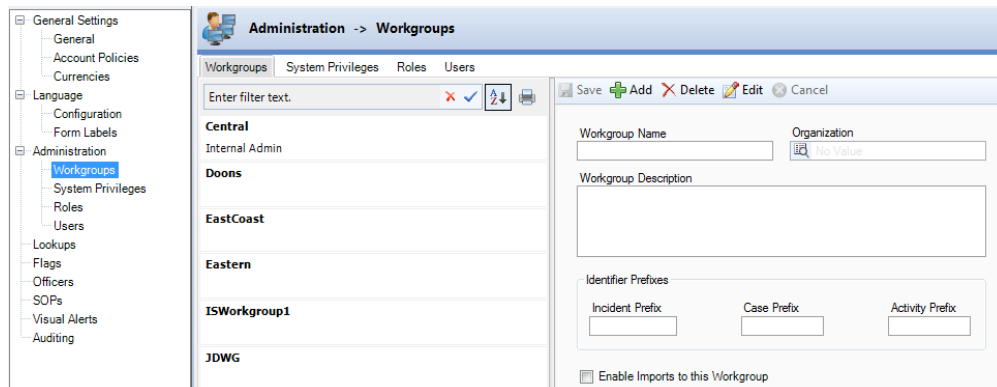 General Settings
General
Account Policies
Currencies
Language
Configuration
Form Labels
Administration
Workgroups
System Privileges
Roles
Users
Lookups
Flags
Officers
SOPs
Visual Alerts
Auditing
Administration -> Workgroups
Workgroups System Privileges Roles Users
Enter filter text.
Central
Internal Admin
Doons
EastCoast
Eastern
ISWorkgroup1
JDWG
Save Add Delete Edit Cancel
Workgroup Name Organization
No Value
Workgroup Description
Identifier Prefixes
Incident Prefix Case Prefix Activity Prefix
Enable Imports to this Workgroup